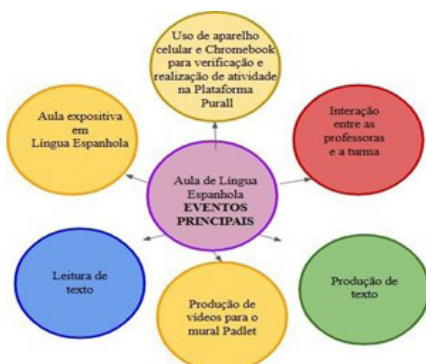 Uso de aparelho
celular e Chromebook
para verificação e
realização de atividade
na Plataforma
Purall
Aula expositiva
em
Língua Espanhola
Interação
entre as
professoras
e a turma
Aula de Língua
Espanhola
EVENTOS
PRINCIPAIS
Leitura de
texto
Produção de
vídeos para o
mural Padlet
Produção de
texto